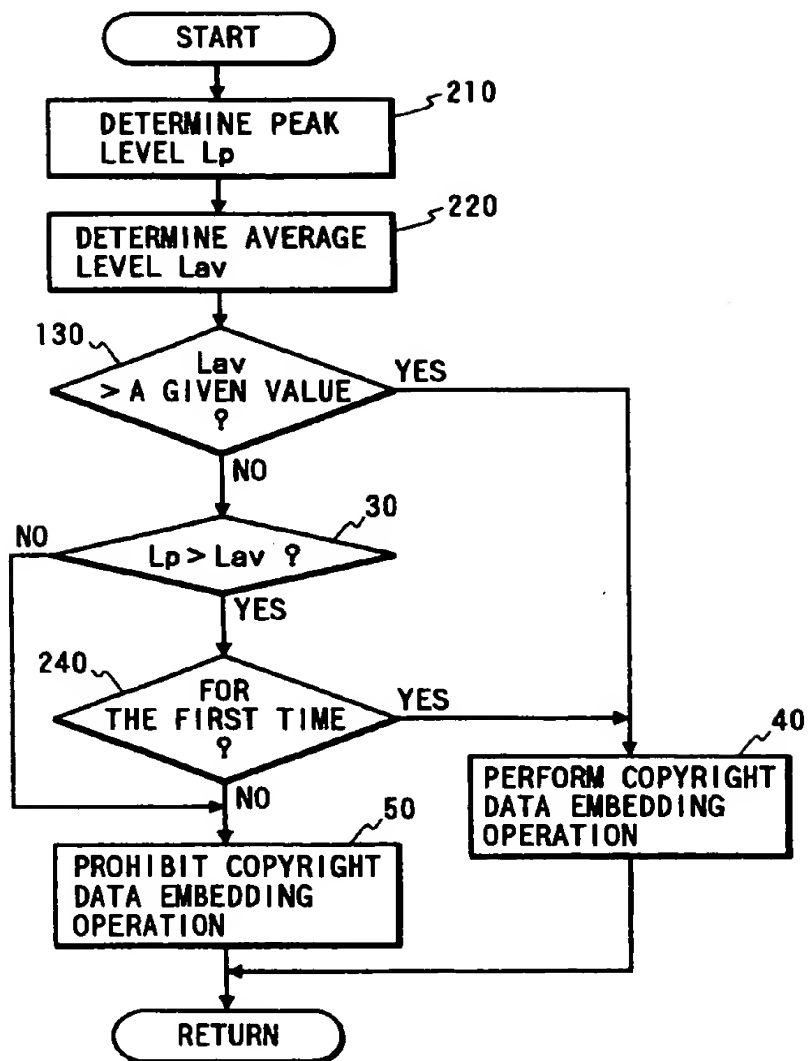 START
210
DETERMINE PEAK
LEVEL Lp
220
DETERMINE AVERAGE
LEVEL Lav
130
Lav
> A GIVEN VALUE
?
YES
NO
30
NO
Lp > Lav ?
YES
240
FOR
THE FIRST TIME
?
YES
NO
40
PERFORM COPYRIGHT
DATA EMBEDDING
OPERATION
50
PROHIBIT COPYRIGHT
DATA EMBEDDING
OPERATION
RETURN